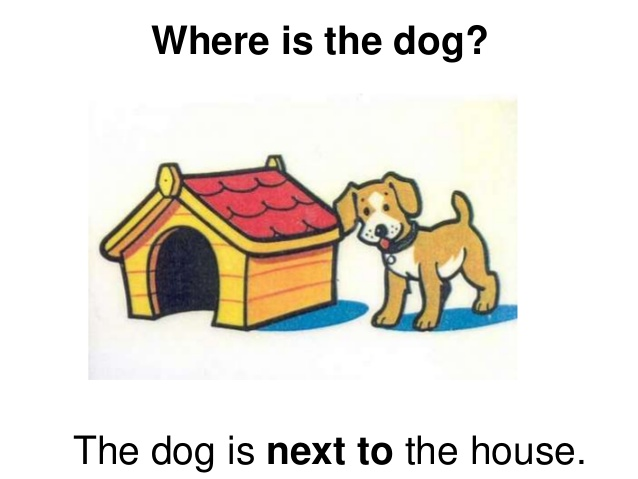 Where is the dog?
The dog is next to the house.